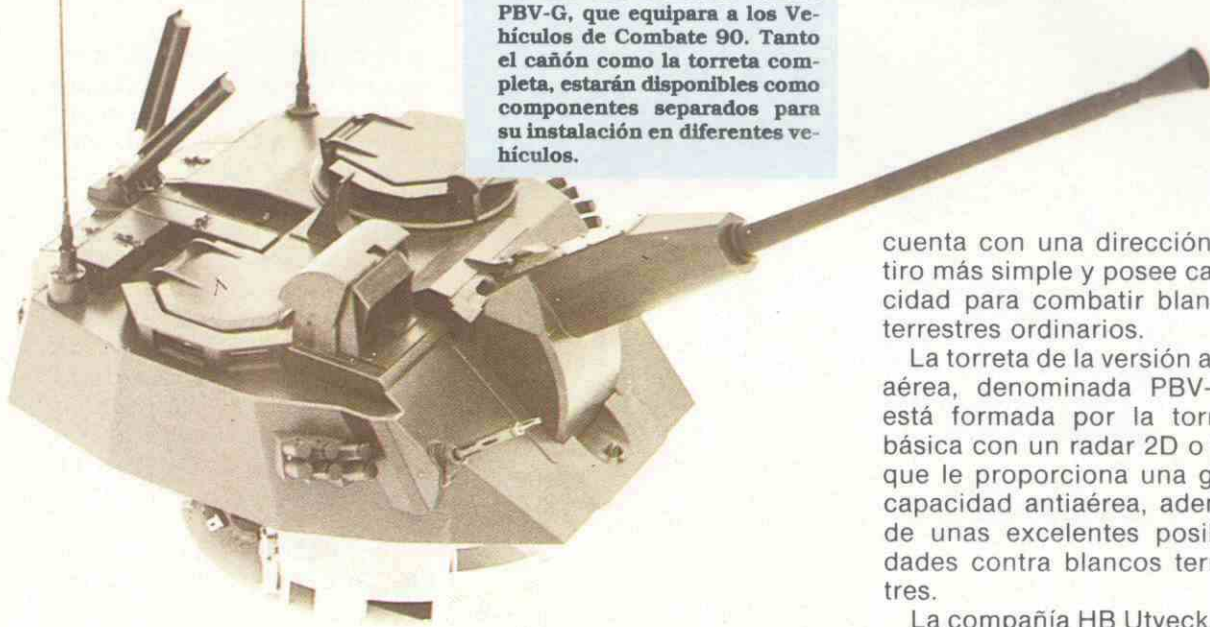 PBV-G, que equipara a los Ve-
hículos de Combate 90. Tanto
el cañón como la torreta com-
pleta, estarán disponibles como
componentes separados para
su instalación en diferentes ve-
hículos.
cuenta con una dirección
tiro más simple y posee ca
cidad para combatir blan
terrestres ordinarios.
La torreta de la versión a
aérea, denominada PBV-
está formada por la torr
básica con un radar 2D o
que le proporciona una g
capacidad antiaérea, ader
de unas excelentes posil
dades contra blancos terr
tres.
La compañía HB Utveck